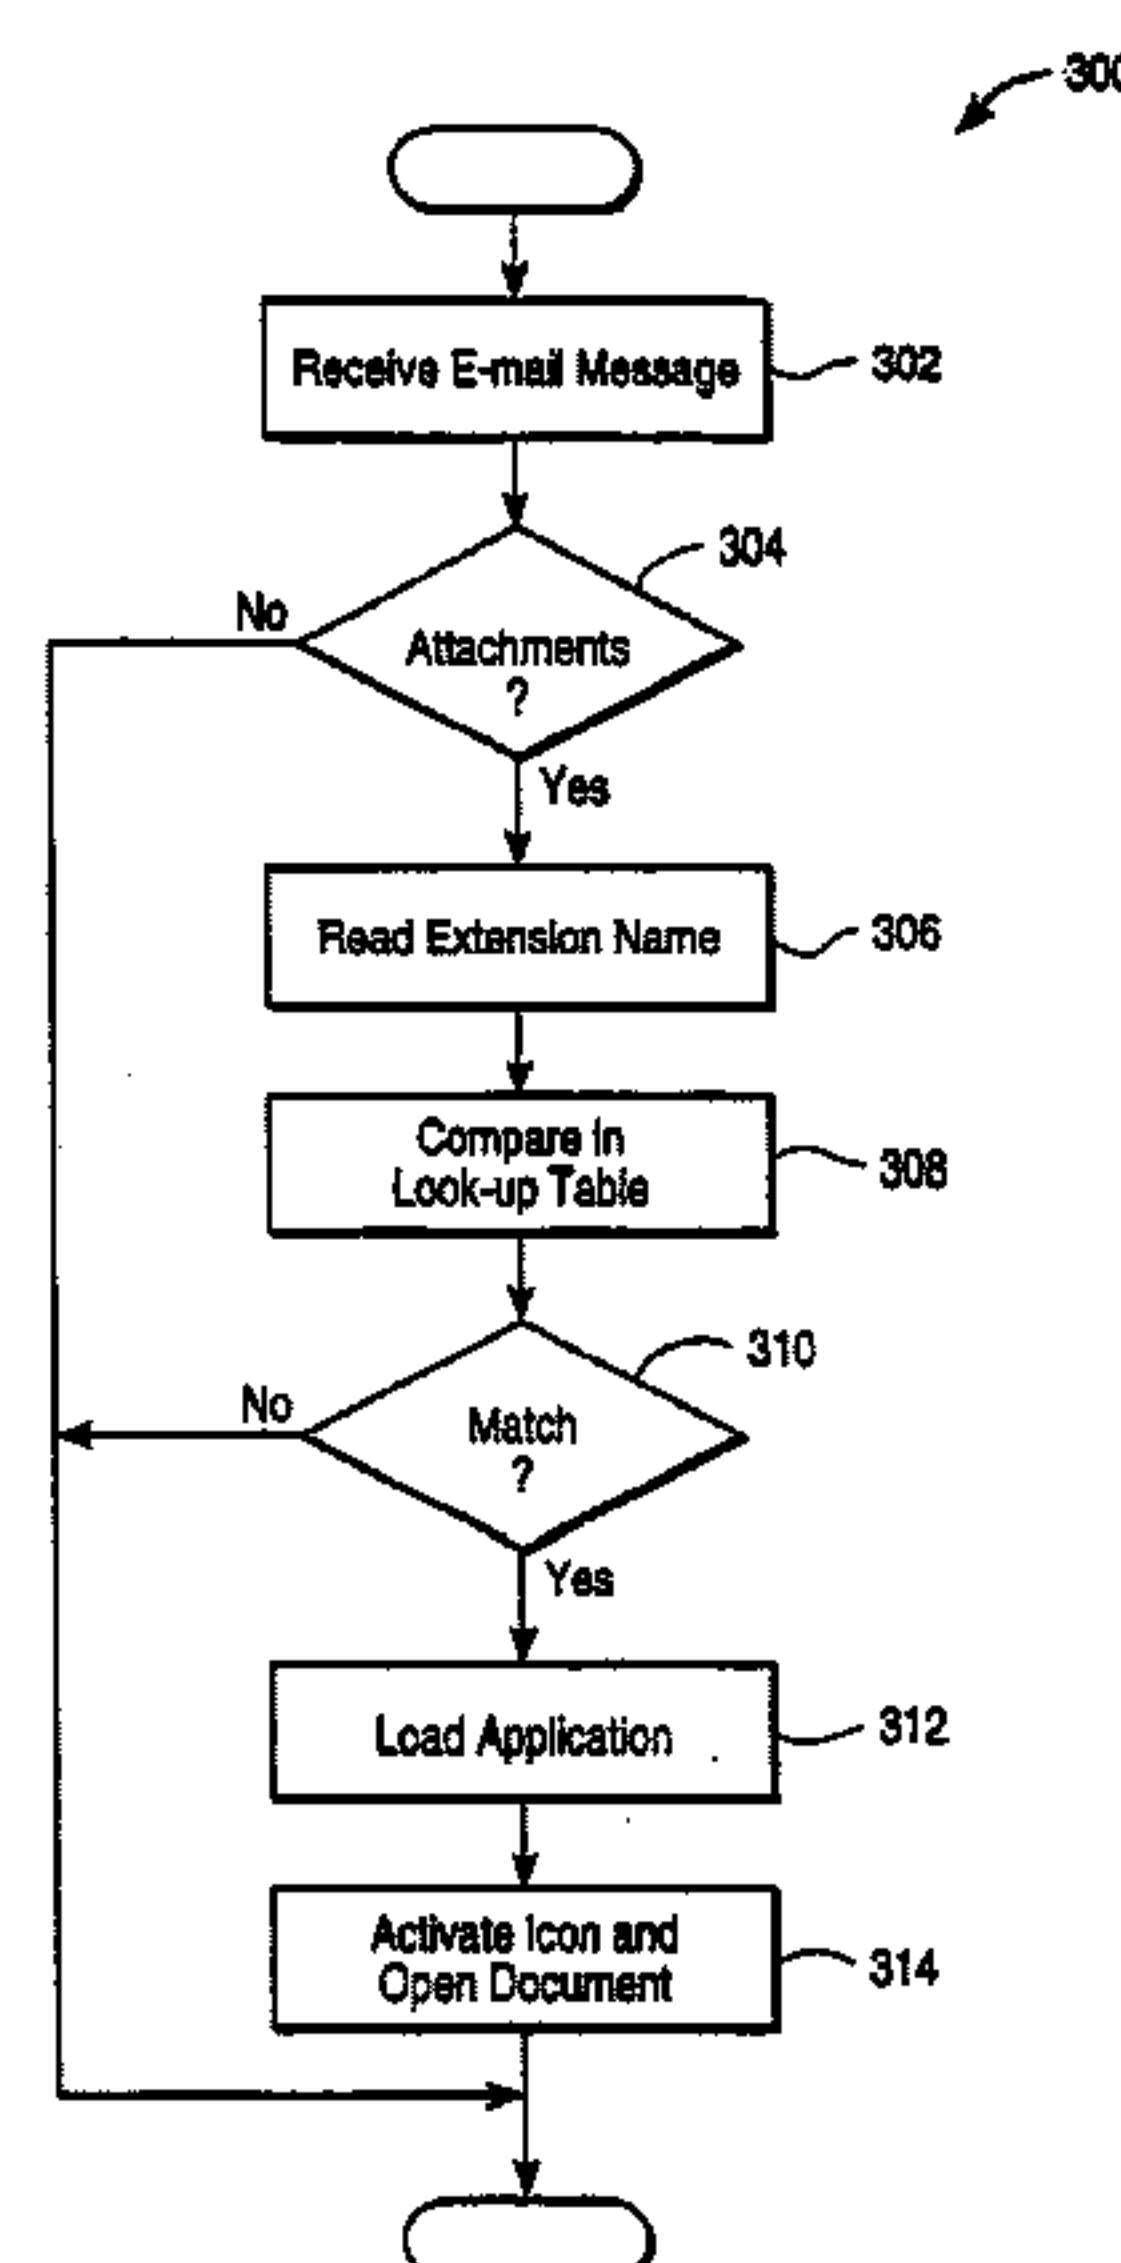 300
Receive E-mail Message
302
304
No
Attachments
?
Yes
Read Extension Name
306
Compare in
Look-up Table
308
310
No
Match
?
Yes
Load Application
312
Activate Icon and
Open Document
314